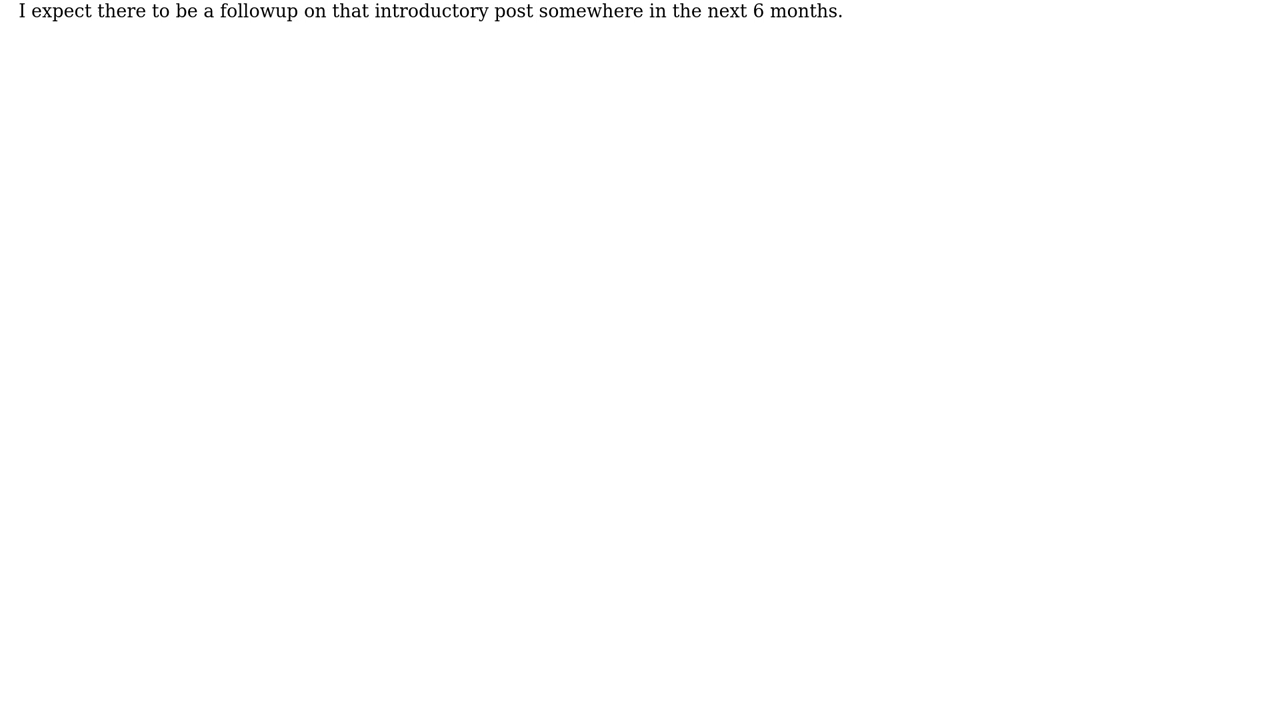 I expect there to be a followup on that introductory post somewhere in the next 6 months.